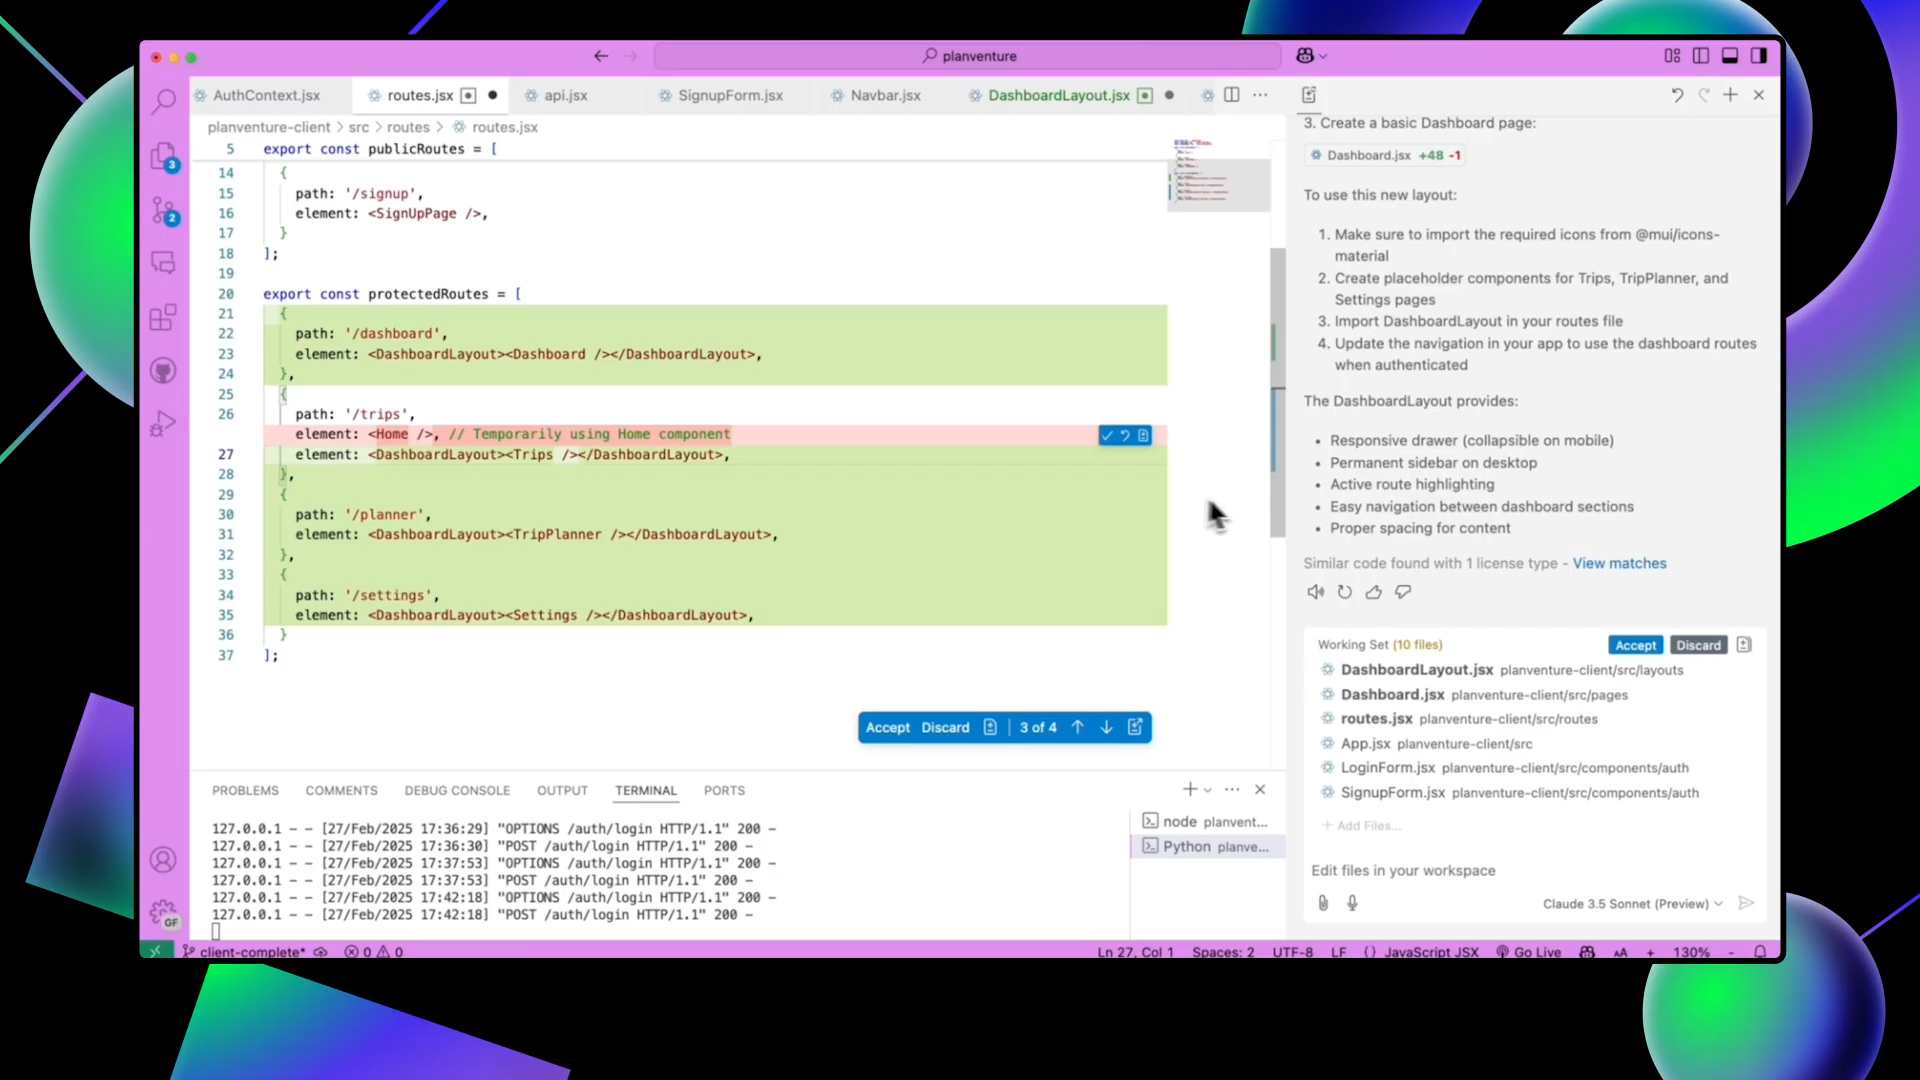 planventure
AuthContext.jsx
routes.jsx
api.jsx
SignupForm.jsx
Navbar.jsx
DashboardLayout.jsx
planventure-client > src > routes > routes.jsx
5 export const publicRoutes = [
14 {
15 path: '/signup',
16 element: <SignUpPage />,
17 }
18 ];
19
20 export const protectedRoutes = [
21 {
22 path: '/dashboard',
23 element: <DashboardLayout><Dashboard /></DashboardLayout>,
24 },
25 {
26 path: '/trips',
element: <Home />, // Temporarily using Home component
27 element: <DashboardLayout><Trips /></DashboardLayout>,
28 },
29 {
30 path: '/planner',
31 element: <DashboardLayout><TripPlanner /></DashboardLayout>,
32 },
33 {
34 path: '/settings',
35 element: <DashboardLayout><Settings /></DashboardLayout>,
36 }
37 ];
Accept Discard 3 of 4
3
2
GF
PROBLEMS COMMENTS DEBUG CONSOLE OUTPUT TERMINAL PORTS
127.0.0.1 - - [27/Feb/2025 17:36:29] "OPTIONS /auth/login HTTP/1.1" 200 -
127.0.0.1 - - [27/Feb/2025 17:36:30] "POST /auth/login HTTP/1.1" 200 -
127.0.0.1 - - [27/Feb/2025 17:37:53] "OPTIONS /auth/login HTTP/1.1" 200 -
127.0.0.1 - - [27/Feb/2025 17:37:53] "POST /auth/login HTTP/1.1" 200 -
127.0.0.1 - - [27/Feb/2025 17:42:18] "OPTIONS /auth/login HTTP/1.1" 200 -
127.0.0.1 - - [27/Feb/2025 17:42:18] "POST /auth/login HTTP/1.1" 200 -
node planvent...
Python planve...
3. Create a basic Dashboard page:
Dashboard.jsx +48 -1
To use this new layout:
1. Make sure to import the required icons from @mui/icons-
material
2. Create placeholder components for Trips, TripPlanner, and
Settings pages
3. Import DashboardLayout in your routes file
4. Update the navigation in your app to use the dashboard routes
when authenticated
The DashboardLayout provides:
• Responsive drawer (collapsible on mobile)
• Permanent sidebar on desktop
• Active route highlighting
• Easy navigation between dashboard sections
• Proper spacing for content
Similar code found with 1 license type - View matches
Working Set (10 files) Accept Discard
DashboardLayout.jsx planventure-client/src/layouts
Dashboard.jsx planventure-client/src/pages
routes.jsx planventure-client/src/routes
App.jsx planventure-client/src
LoginForm.jsx planventure-client/src/components/auth
SignupForm.jsx planventure-client/src/components/auth
+ Add Files...
Edit files in your workspace
Claude 3.5 Sonnet (Preview)
client-complete* 0 0 Ln 27, Col 1 Spaces: 2 UTF-8 LF {} JavaScript JSX Go Live AA + 130% -